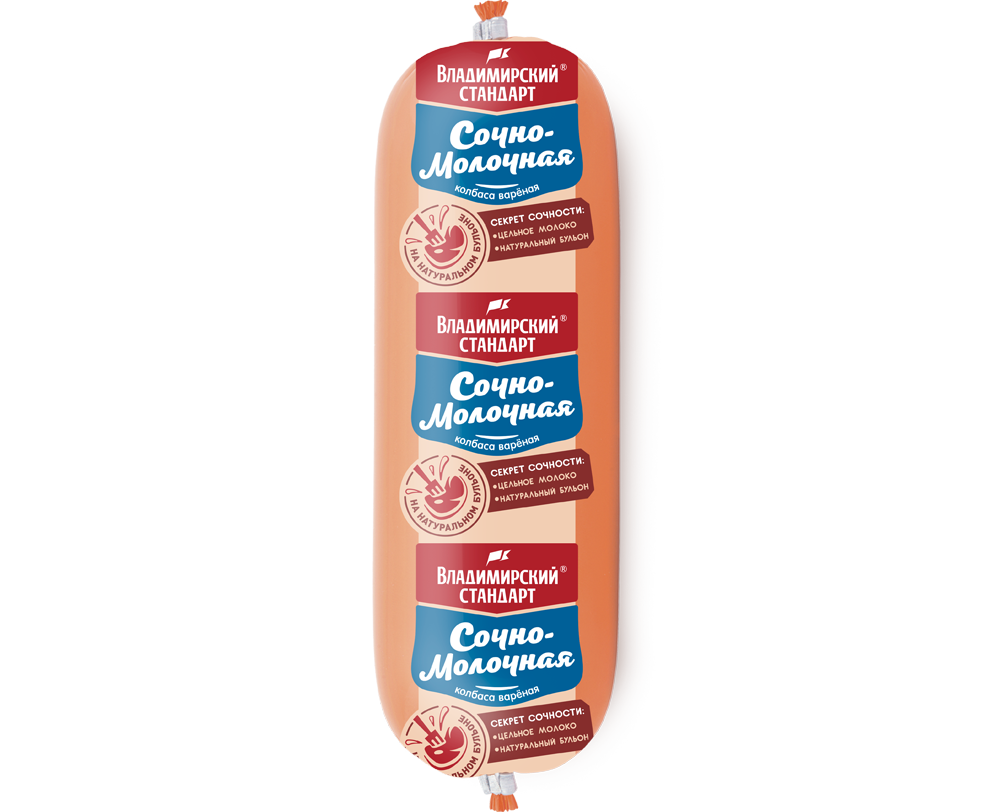 ВЛАДИМИРСКИЙ®
СТАНДАРТ
Сочно-
Молочная
колбаса варёная
НА НАТУРАЛЬНОМ БУЛЬОНЕ
СЕКРЕТ СОЧНОСТИ:
•ЦЕЛЬНОЕ МОЛОКО
•НАТУРАЛЬНЫЙ БУЛЬОН
ВЛАДИМИРСКИЙ®
СТАНДАРТ
Сочно-
Молочная
колбаса варёная
НА НАТУРАЛЬНОМ БУЛЬОНЕ
СЕКРЕТ СОЧНОСТИ:
•ЦЕЛЬНОЕ МОЛОКО
•НАТУРАЛЬНЫЙ БУЛЬОН
ВЛАДИМИРСКИЙ®
СТАНДАРТ
Сочно-
Молочная
колбаса варёная
БУЛЬОНЕ
СЕКРЕТ СОЧНОСТИ:
•ЦЕЛЬНОЕ МОЛОКО
•НАТУРАЛЬНЫЙ БУЛЬОН